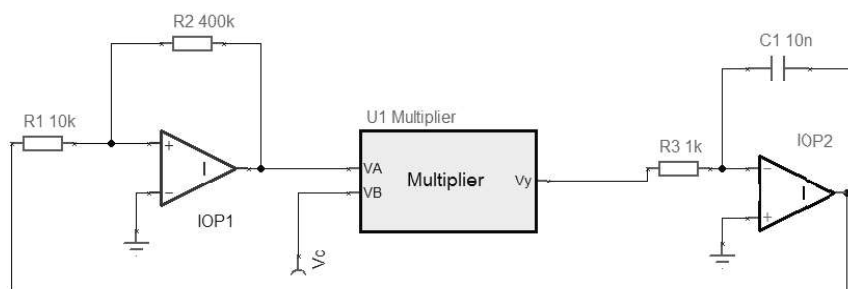 R2 400k
C1 10n
R1 10k
U1 Multiplier
IOP2
R3 1k
+
I
VA
VB
Multiplier
Vy
−
I
−
+
IOP1
Vc